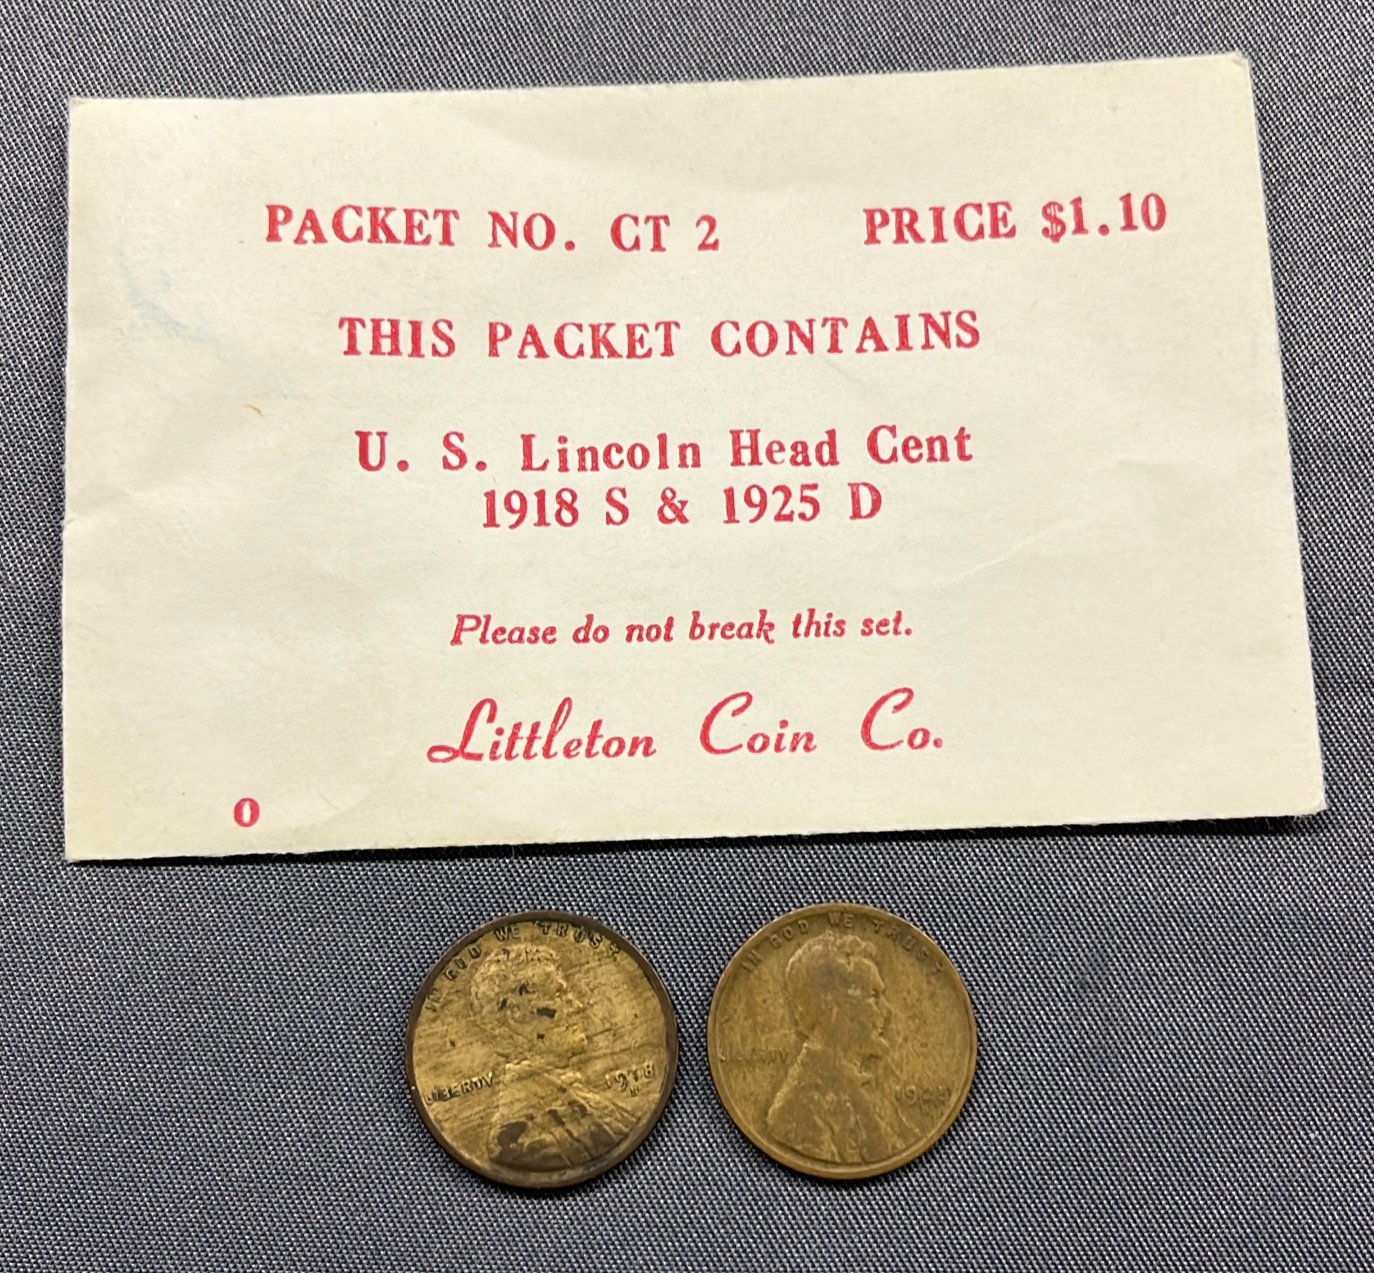 PACKET NO. CT 2 PRICE $1.10
THIS PACKET CONTAINS
U. S. Lincoln Head Cent
1918 S & 1925 D
Please do not break this set.
Littleton Coin Co.
O
IN GOD WE TRUST
LIBERTY 1918
S
IN GOD WE TRUST
LIBERTY